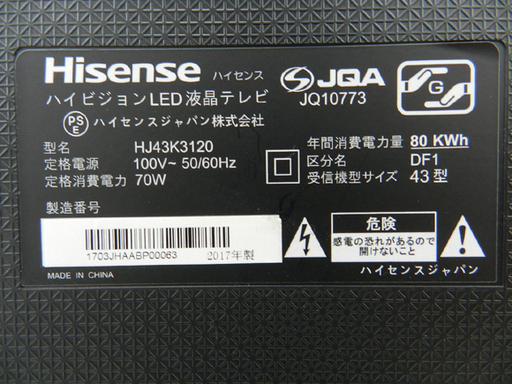 Hisense ハイセンス
JQA
JQ10773
G
ハイビジョンLED液晶テレビ
PS
E
ハイセンスジャパン株式会社
型名 HJ43K3120
定格電源 100V~ 50/60Hz
定格消費電力 70W
年間消費電力量 80 KWh
区分名 DF1
受信機型サイズ 43型
製造番号
1703JHAABP00063 2017年製
MADE IN CHINA
危険
感電の恐れがあるので
開けないこと
ハイセンスジャパン